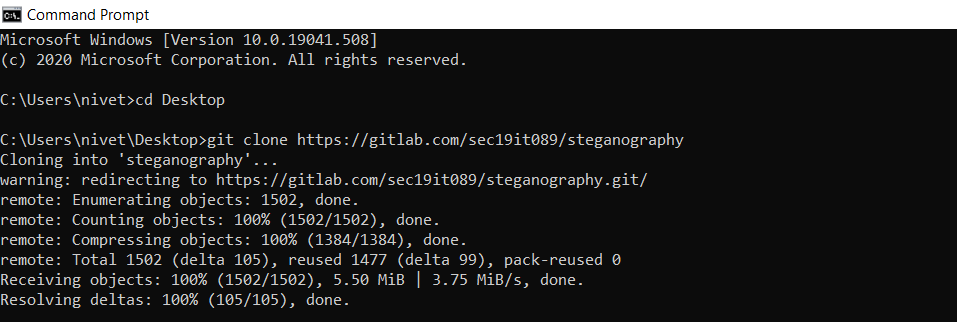 Command Prompt
Microsoft Windows [Version 10.0.19041.508]
(c) 2020 Microsoft Corporation. All rights reserved.
C:\Users\nivet>cd Desktop
C:\Users\nivet\Desktop>git clone https://gitlab.com/sec19it089/steganography
Cloning into 'steganography'...
warning: redirecting to https://gitlab.com/sec19it089/steganography.git/
remote: Enumerating objects: 1502, done.
remote: Counting objects: 100% (1502/1502), done.
remote: Compressing objects: 100% (1384/1384), done.
remote: Total 1502 (delta 105), reused 1477 (delta 99), pack-reused 0
Receiving objects: 100% (1502/1502), 5.50 MiB | 3.75 MiB/s, done.
Resolving deltas: 100% (105/105), done.